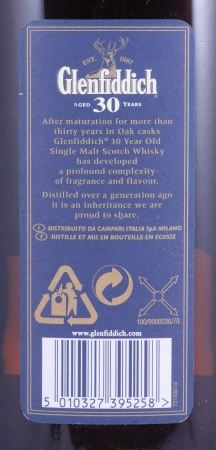 EST. 1887
Glenfiddich
AGED 30 YEARS
After maturation for more than
thirty years in Oak casks
Glenfiddich® 30 Year Old
Single Malt Scotch Whisky
has developed
a profound complexity
of fragrance and flavour.
Distilled over a generation ago
it is an inheritance we are
proud to share.
DISTRIBUITO DA CAMPARI ITALIA SpA MILANO
DISTILLE ET MIS EN BOUTEILLE EN ECOSSE
100/0000036/70
www.glenfiddich.com
5 010327 395258 >